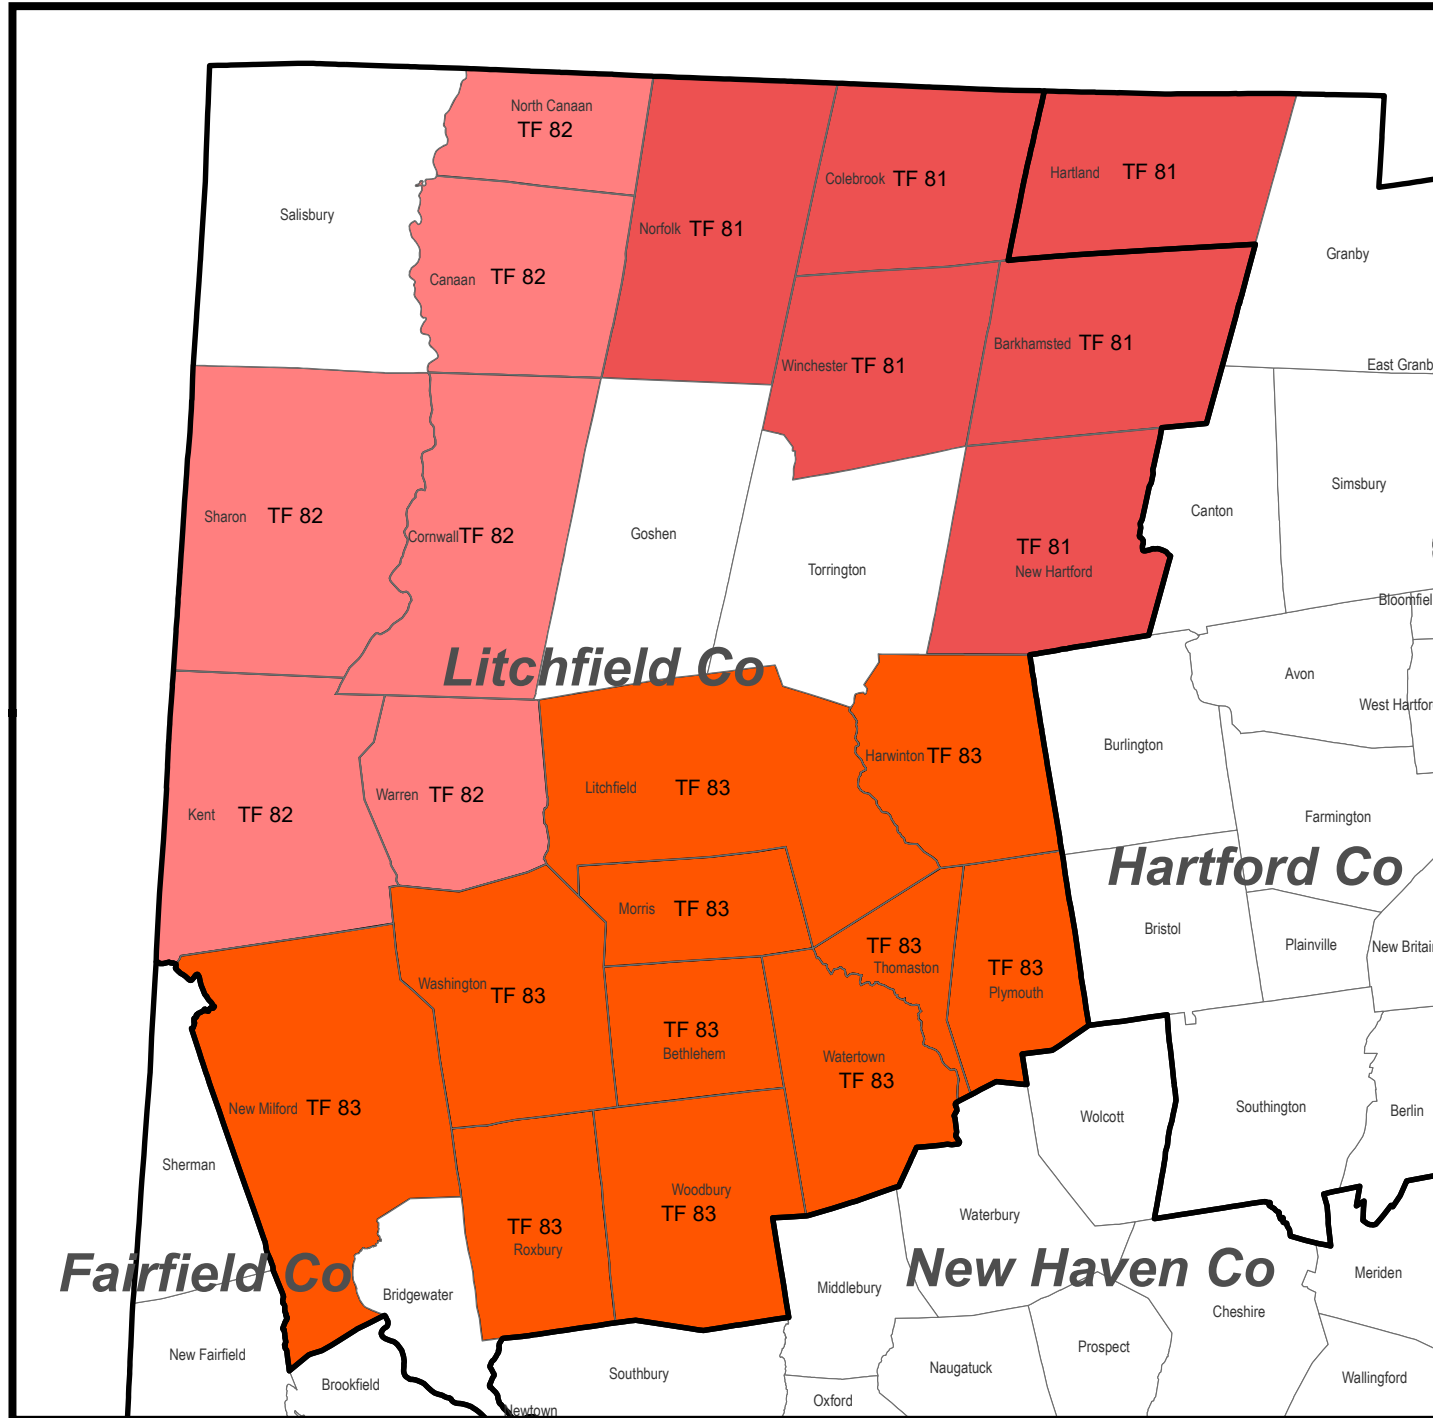 North Canaan
TF 82
Colebrook TF 81
Hartland TF 81
Salisbury
Norfolk TF 81
Granby
Canaan TF 82
Barkhamsted TF 81
Winchester TF 81
East Granb
Simsbury
Canton
Sharon TF 82
Cornwall TF 82
Goshen
TF 81
New Hartford
Torrington
Bloomfiel
Litchfield Co
Avon
West Hartfor
Burlington
Harwinton TF 83
Litchfield TF 83
Warren TF 82
Kent TF 82
Farmington
Hartford Co
Morris TF 83
Bristol
TF 83
Thomaston
Plainville
New Britai
TF 83
Plymouth
Washington TF 83
TF 83
Bethlehem
Watertown
TF 83
New Milford TF 83
Wolcott
Southington
Berlin
Sherman
Woodbury
TF 83
TF 83
Roxbury
Waterbury
Fairfield Co
New Haven Co
Meriden
Bridgewater
Middlebury
Cheshire
New Fairfield
Prospect
Naugatuck
Southbury
Wallingford
Brookfield
Oxford
Newtown